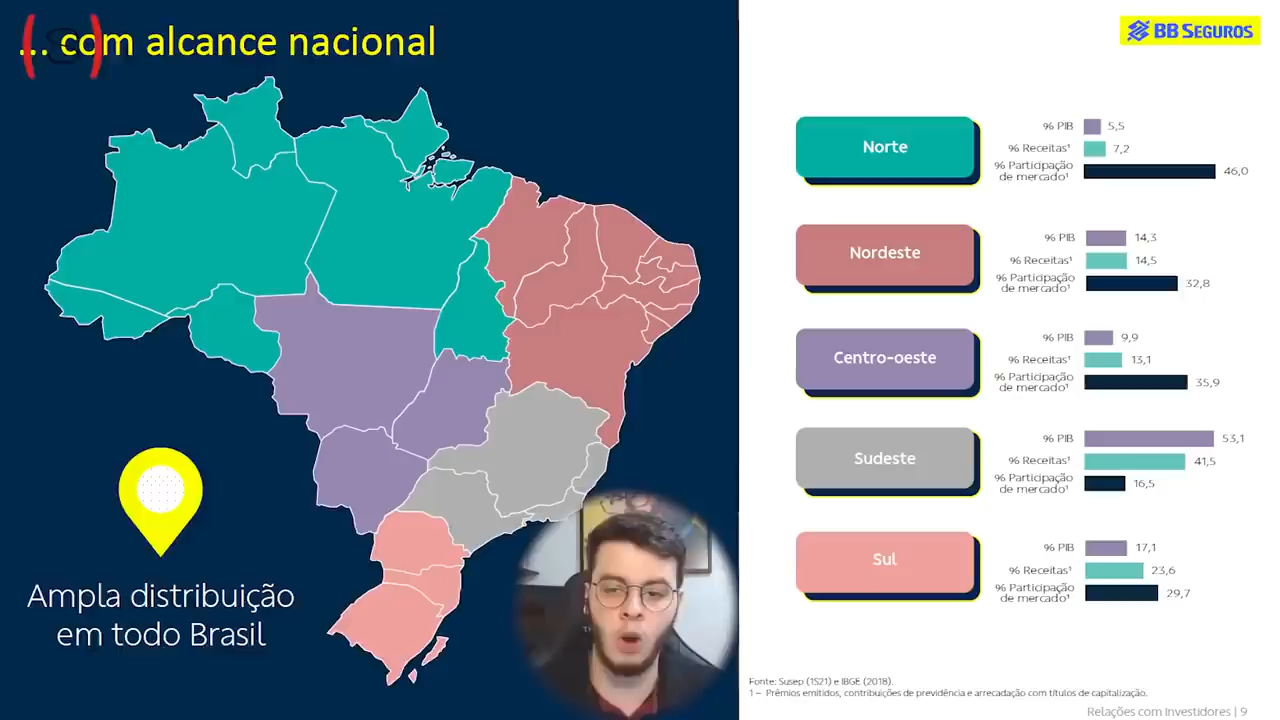 ... com alcance nacional
(S)
BB SEGUROS
Norte
% PIB 5,5
% Receitas¹ 7,2
% Participação
de mercado¹ 46,0
Nordeste
% PIB 14,3
% Receitas¹ 14,5
% Participação
de mercado¹ 32,8
Centro-oeste
% PIB 9,9
% Receitas¹ 13,1
% Participação
de mercado¹ 35,9
Sudeste
% PIB 53,1
% Receitas¹ 41,5
% Participação
de mercado¹ 16,5
Sul
% PIB 17,1
% Receitas¹ 23,6
% Participação
de mercado¹ 29,7
Ampla distribuição
em todo Brasil
Fonte: Susep (1S21) e IBGE (2018).
1 – Prêmios emitidos, contribuições de previdência e arrecadação com títulos de capitalização.
Relações com Investidores | 9